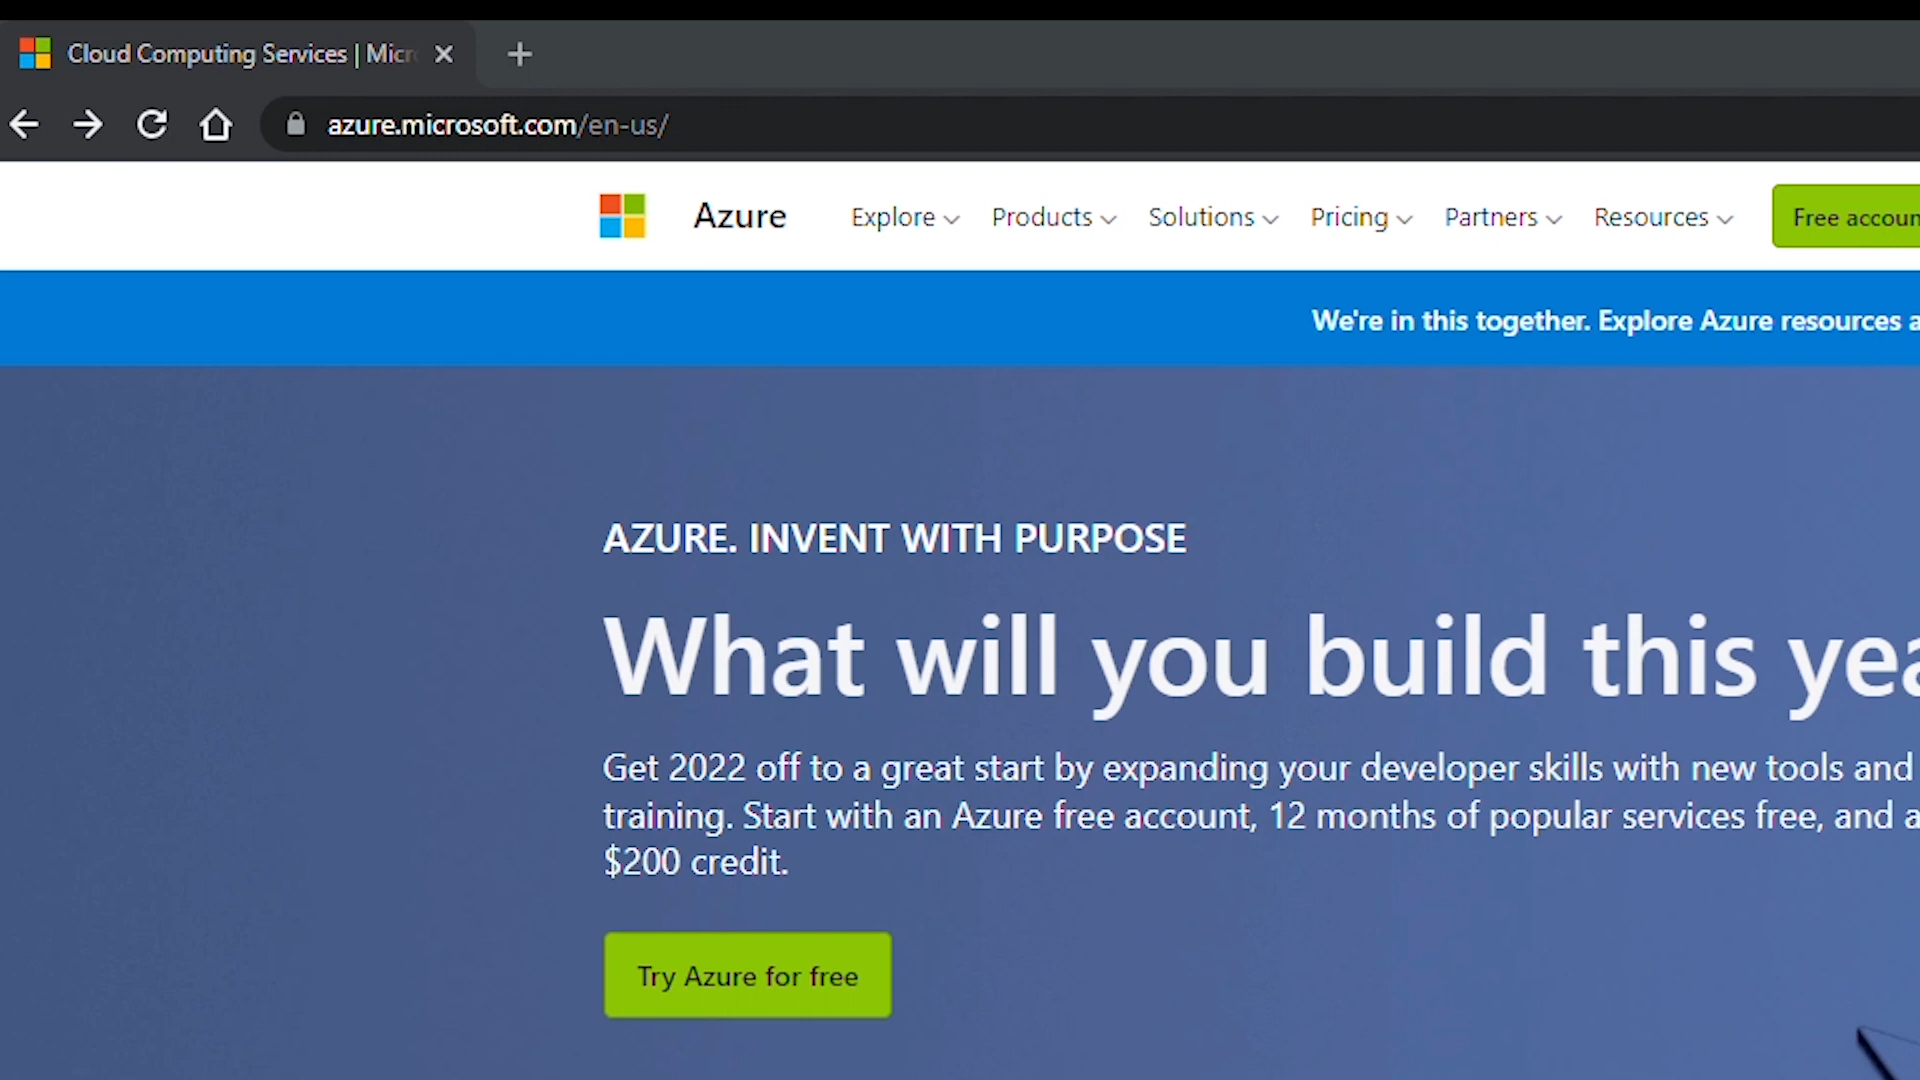 Cloud Computing Services | Micr
azure.microsoft.com/en-us/
Azure Explore Products Solutions Pricing Partners Resources Free accoun
We're in this together. Explore Azure resources a
AZURE. INVENT WITH PURPOSE
What will you build this yea
Get 2022 off to a great start by expanding your developer skills with new tools and
training. Start with an Azure free account, 12 months of popular services free, and a
$200 credit.
Try Azure for free